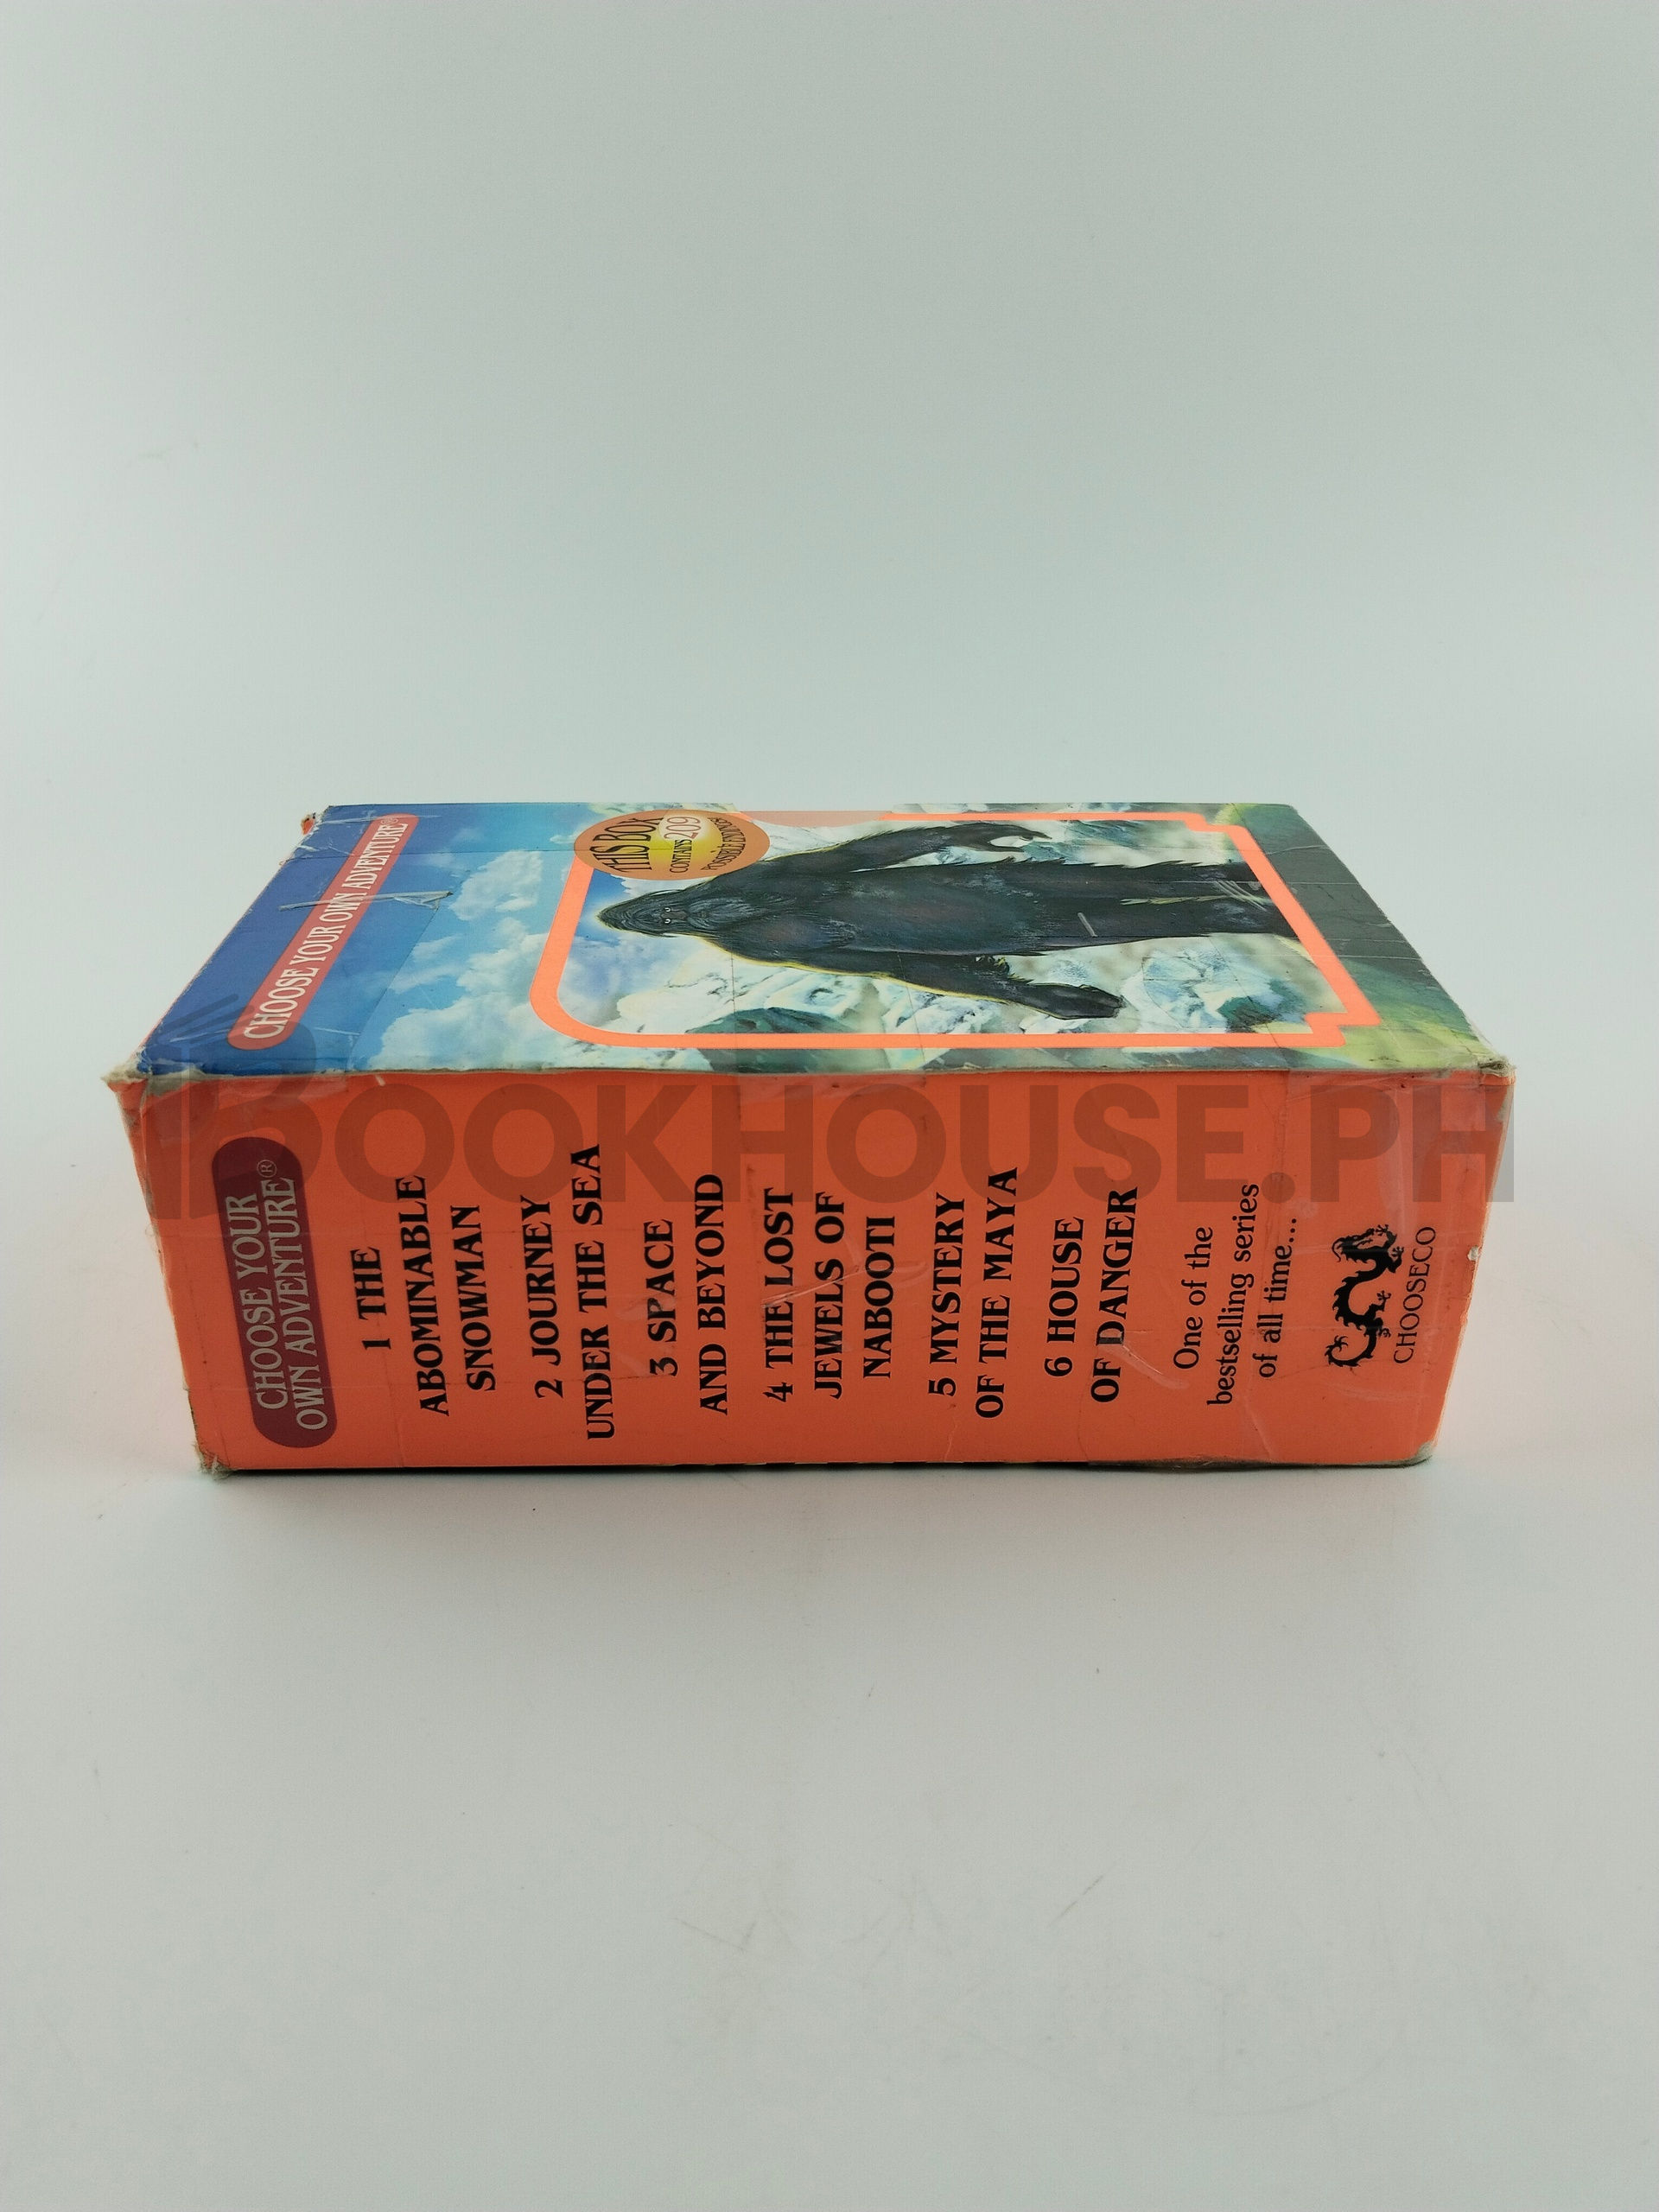 CHOOSE YOUR OWN ADVENTURE®
THIS BOX
CONTAINS 209
POSSIBLE ENDINGS
BOOKHOUSE.PH
CHOOSE YOUR
OWN ADVENTURE®
1 THE
ABOMINABLE
SNOWMAN
2 JOURNEY
UNDER THE SEA
3 SPACE
AND BEYOND
4 THE LOST
JEWELS OF
NABOOTI
5 MYSTERY
OF THE MAYA
6 HOUSE
OF DANGER
One of the
bestselling series
of all time...
CHOOSECO